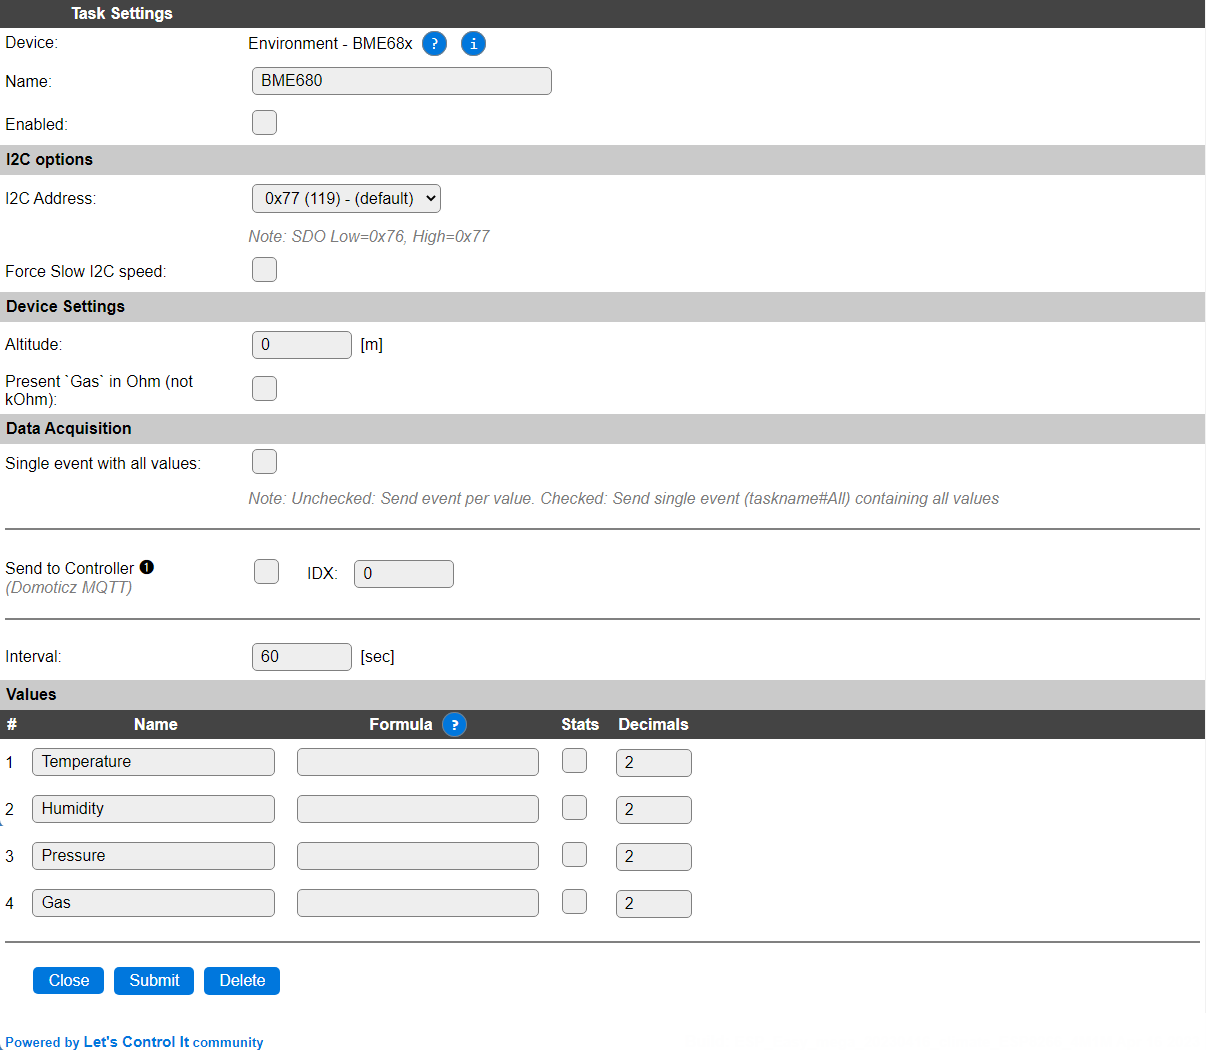 Task Settings
Device: Environment - BME68x ? i
Name: BME680
Enabled:
I2C options
I2C Address: 0x77 (119) - (default)
Note: SDO Low=0x76, High=0x77
Force Slow I2C speed:
Device Settings
Altitude: 0 [m]
Present `Gas` in Ohm (not
kOhm):
Data Acquisition
Single event with all values:
Note: Unchecked: Send event per value. Checked: Send single event (taskname#All) containing all values
Send to Controller ❶ IDX: 0
(Domoticz MQTT)
Interval: 60 [sec]
Values
# Name Formula ? Stats Decimals
1 Temperature 2
2 Humidity 2
3 Pressure 2
4 Gas 2
Close Submit Delete
Powered by Let's Control It community